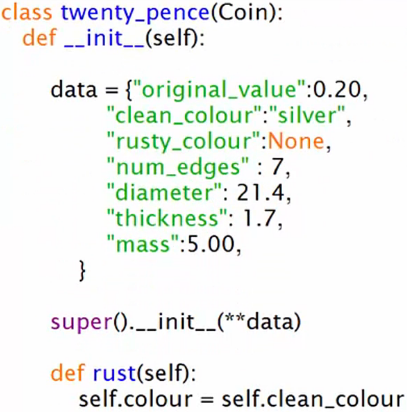 class twenty_pence(Coin):
def __init__(self):
data = {"original_value":0.20,
"clean_colour":"silver",
"rusty_colour":None,
"num_edges" : 7,
"diameter": 21.4,
"thickness": 1.7,
"mass":5.00,
}
super().__init__(**data)
def rust(self):
self.colour = self.clean_colour